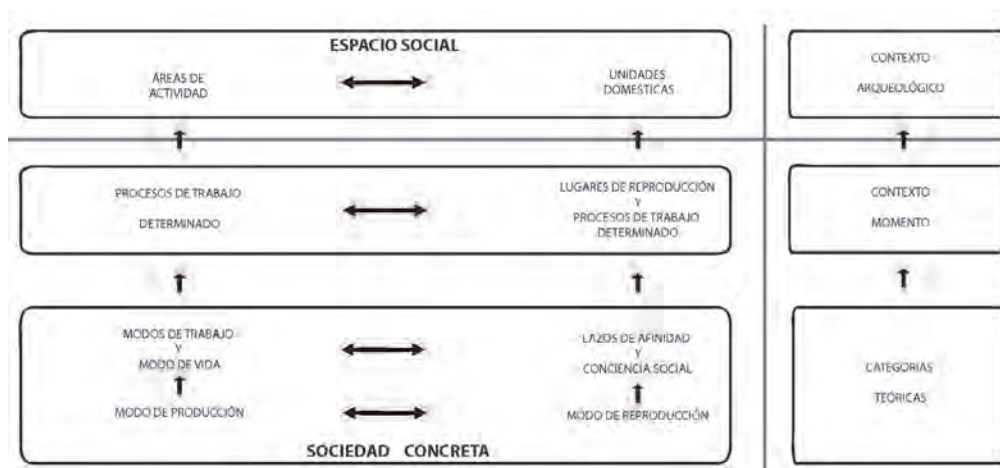 ESPACIO SOCIAL
ÁREAS DE
ACTIVIDAD
UNIDADES
DOMESTICAS
CONTEXTO
ARQUEOLÓGICO
PROCESOS DE TRABAJO
DETERMINADO
LUGARES DE REPRODUCCIÓN
Y
PROCESOS DE TRABAJO
DETERMINADO
CONTEXTO
MOMENTO
MODOS DE TRABAJO
Y
MODO DE VIDA
LAZOS DE AFINIDAD
Y
CONCIENCIA SOCIAL
MODO DE PRODUCCIÓN
MODO DE REPRODUCCIÓN
CATEGORIAS
TEÓRICAS
SOCIEDAD CONCRETA